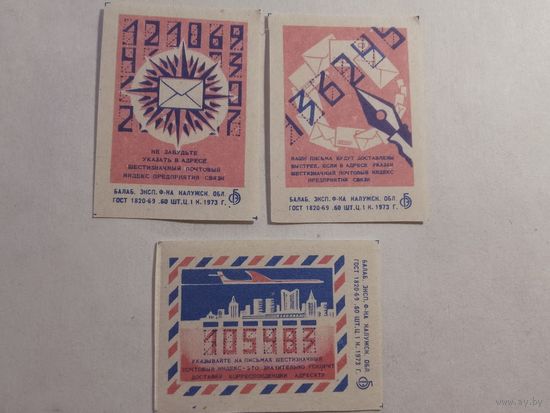 421069
НЕ ЗАБУДЬТЕ
УКАЗАТЬ В АДРЕСЕ
ШЕСТИЗНАЧНЫЙ ПОЧТОВЫЙ
ИНДЕКС ПРЕДПРИЯТИЯ СВЯЗИ
БАЛАБ. ЭКСП. Ф-КА КАЛУЖСК. ОБЛ
ГОСТ 1820-69 .60 ШТ.Ц.1 К.1973 Г.
НАШИ ПИСЬМА БУДУТ ДОСТАВЛЕНЫ
БЫСТРЕЕ, ЕСЛИ В АДРЕСЕ УКАЗАН
ШЕСТИЗНАЧНЫЙ ПОЧТОВЫЙ ИНДЕКС
ПРЕДПРИЯТИЯ СВЯЗИ
БАЛАБ. ЭКСП. Ф-КА КАЛУЖСК. ОБЛ
ГОСТ 1820-69 .60 ШТ.Ц.1 К.1973 Г.
105483
УКАЗЫВАЙТЕ НА ПИСЬМАХ ШЕСТИЗНАЧНЫЙ
ПОЧТОВЫЙ ИНДЕКС-ЭТО ЗНАЧИТЕЛЬНО УСКОРИТ
ДОСТАВКУ КОРРЕСПОНДЕНЦИИ АДРЕСАТУ
БАЛАБ. ЭКСП. Ф-КА КАЛУЖСК. ОБЛ
ГОСТ 1820-69 .60 ШТ.Ц.1 К.1973 Г.
www.ay.by